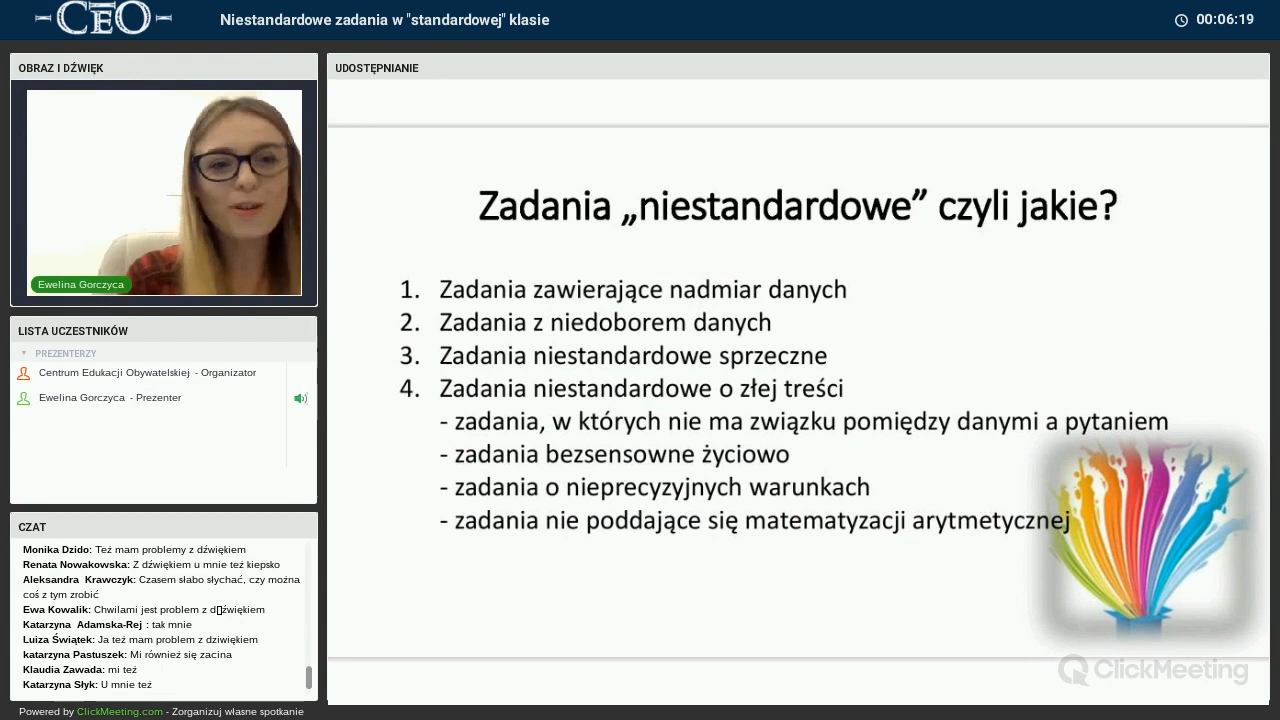 CEO
Niestandardowe zadania w "standardowej" klasie
00:06:19
OBRAZ I DŹWIĘK
Ewelina Gorczyca
LISTA UCZESTNIKÓW
PREZENTERZY
Centrum Edukacji Obywatelskiej - Organizator
Ewelina Gorczyca - Prezenter
CZAT
Monika Dzido: Też mam problemy z dźwiękiem
Renata Nowakowska: Z dźwiękiem u mnie też kiepsko
Aleksandra Krawczyk: Czasem słabo słychać, czy można
coś z tym zrobić
Ewa Kowalik: Chwilami jest problem z d▯źwiękiem
Katarzyna Adamska-Rej : tak mnie
Luiza Świątek: Ja też mam problem z dziwiękiem
katarzyna Pastuszek: Mi również się zacina
Klaudia Zawada: mi też
Katarzyna Słyk: U mnie też
Powered by ClickMeeting.com - Zorganizuj własne spotkanie
UDOSTĘPNIANIE
Zadania „niestandardowe” czyli jakie?
1. Zadania zawierające nadmiar danych
2. Zadania z niedoborem danych
3. Zadania niestandardowe sprzeczne
4. Zadania niestandardowe o złej treści
- zadania, w których nie ma związku pomiędzy danymi a pytaniem
- zadania bezsensowne życiowo
- zadania o nieprecyzyjnych warunkach
- zadania nie poddające się matematyzacji arytmetycznej
ClickMeeting